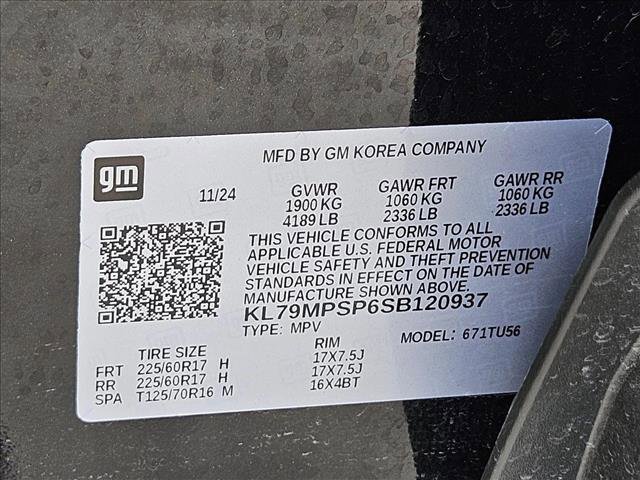 gm
MFD BY GM KOREA COMPANY
11/24 GVWR GAWR FRT GAWR RR
1900 KG 1060 KG 1060 KG
4189 LB 2336 LB 2336 LB
THIS VEHICLE CONFORMS TO ALL
APPLICABLE U.S. FEDERAL MOTOR
VEHICLE SAFETY AND THEFT PREVENTION
STANDARDS IN EFFECT ON THE DATE OF
MANUFACTURE SHOWN ABOVE.
KL79MPSP6SB120937
TYPE: MPV MODEL: 671TU56
TIRE SIZE RIM
FRT 225/60R17 H 17X7.5J
RR 225/60R17 H 17X7.5J
SPA T125/70R16 M 16X4BT